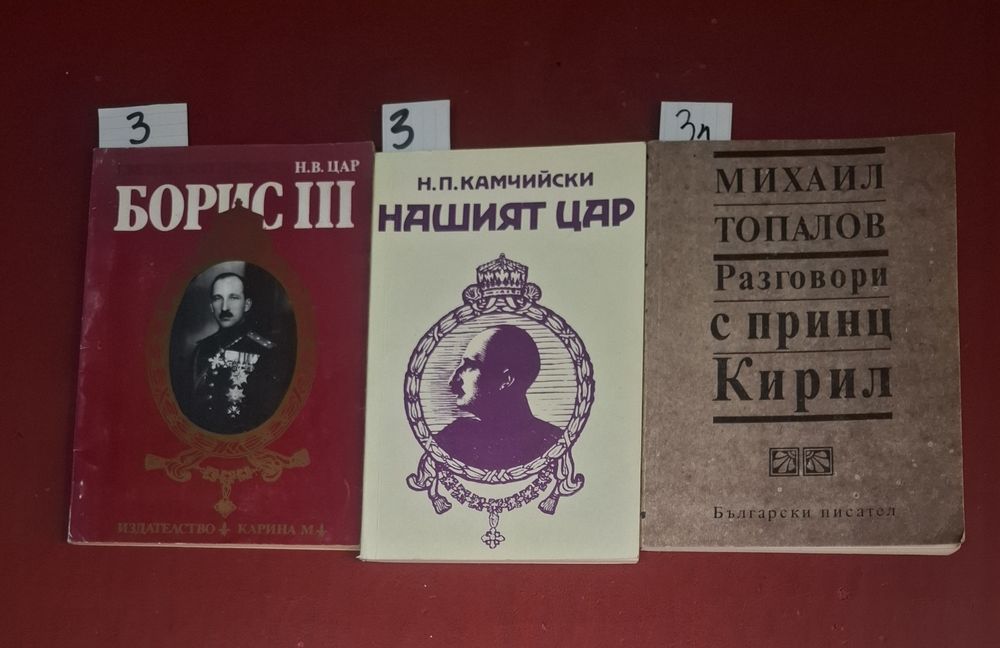 3
Н.В. ЦАР
БОРИС III
ИЗДАТЕЛСТВО КАРИНА М
3
Н.П.КАМЧИЙСКИ
НАШИЯТ ЦАР
3л
МИХАИЛ
ТОПАЛОВ
Разговори
с принц
Кирил
Български писател